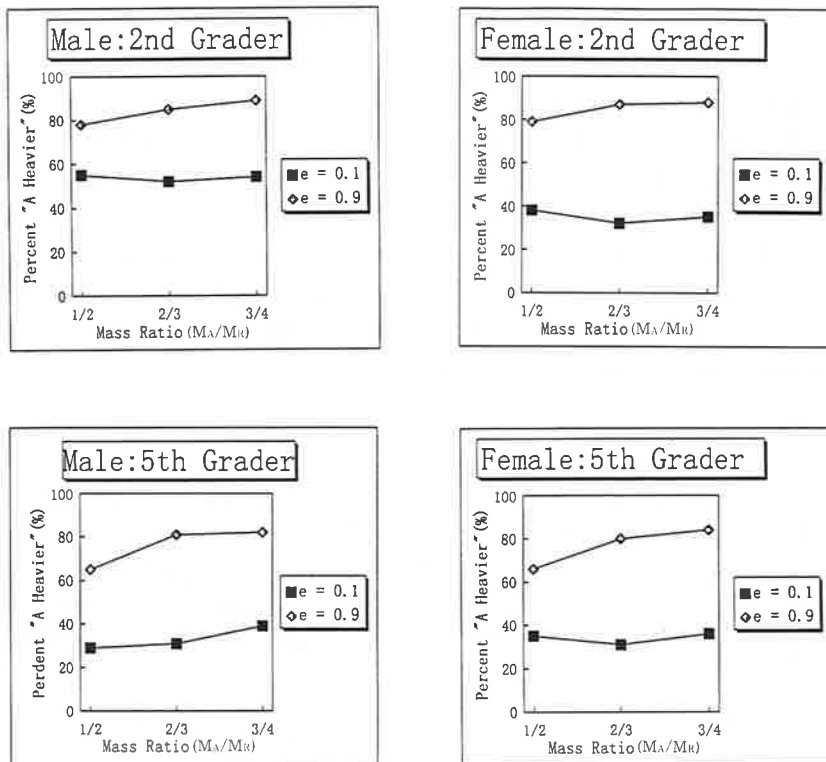 Male:2nd Grader
Percent "A Heavier"(%)
100
80
60
40
20
0
1/2 2/3 3/4
Mass Ratio(MA/MR)
e = 0.1
e = 0.9
Female:2nd Grader
Percent "A Heavier"(%)
100
80
60
40
20
0
1/2 2/3 3/4
Mass Ratio(MA/MR)
e = 0.1
e = 0.9
Male:5th Grader
Perdent "A Heavier"(%)
100
80
60
40
20
0
1/2 2/3 3/4
Mass Ratio(MA/MR)
e = 0.1
e = 0.9
Female:5th Grader
Percent "A Heavier"(%)
100
80
60
40
20
0
1/2 2/3 3/4
Mass Ratio(MA/MR)
e = 0.1
e = 0.9